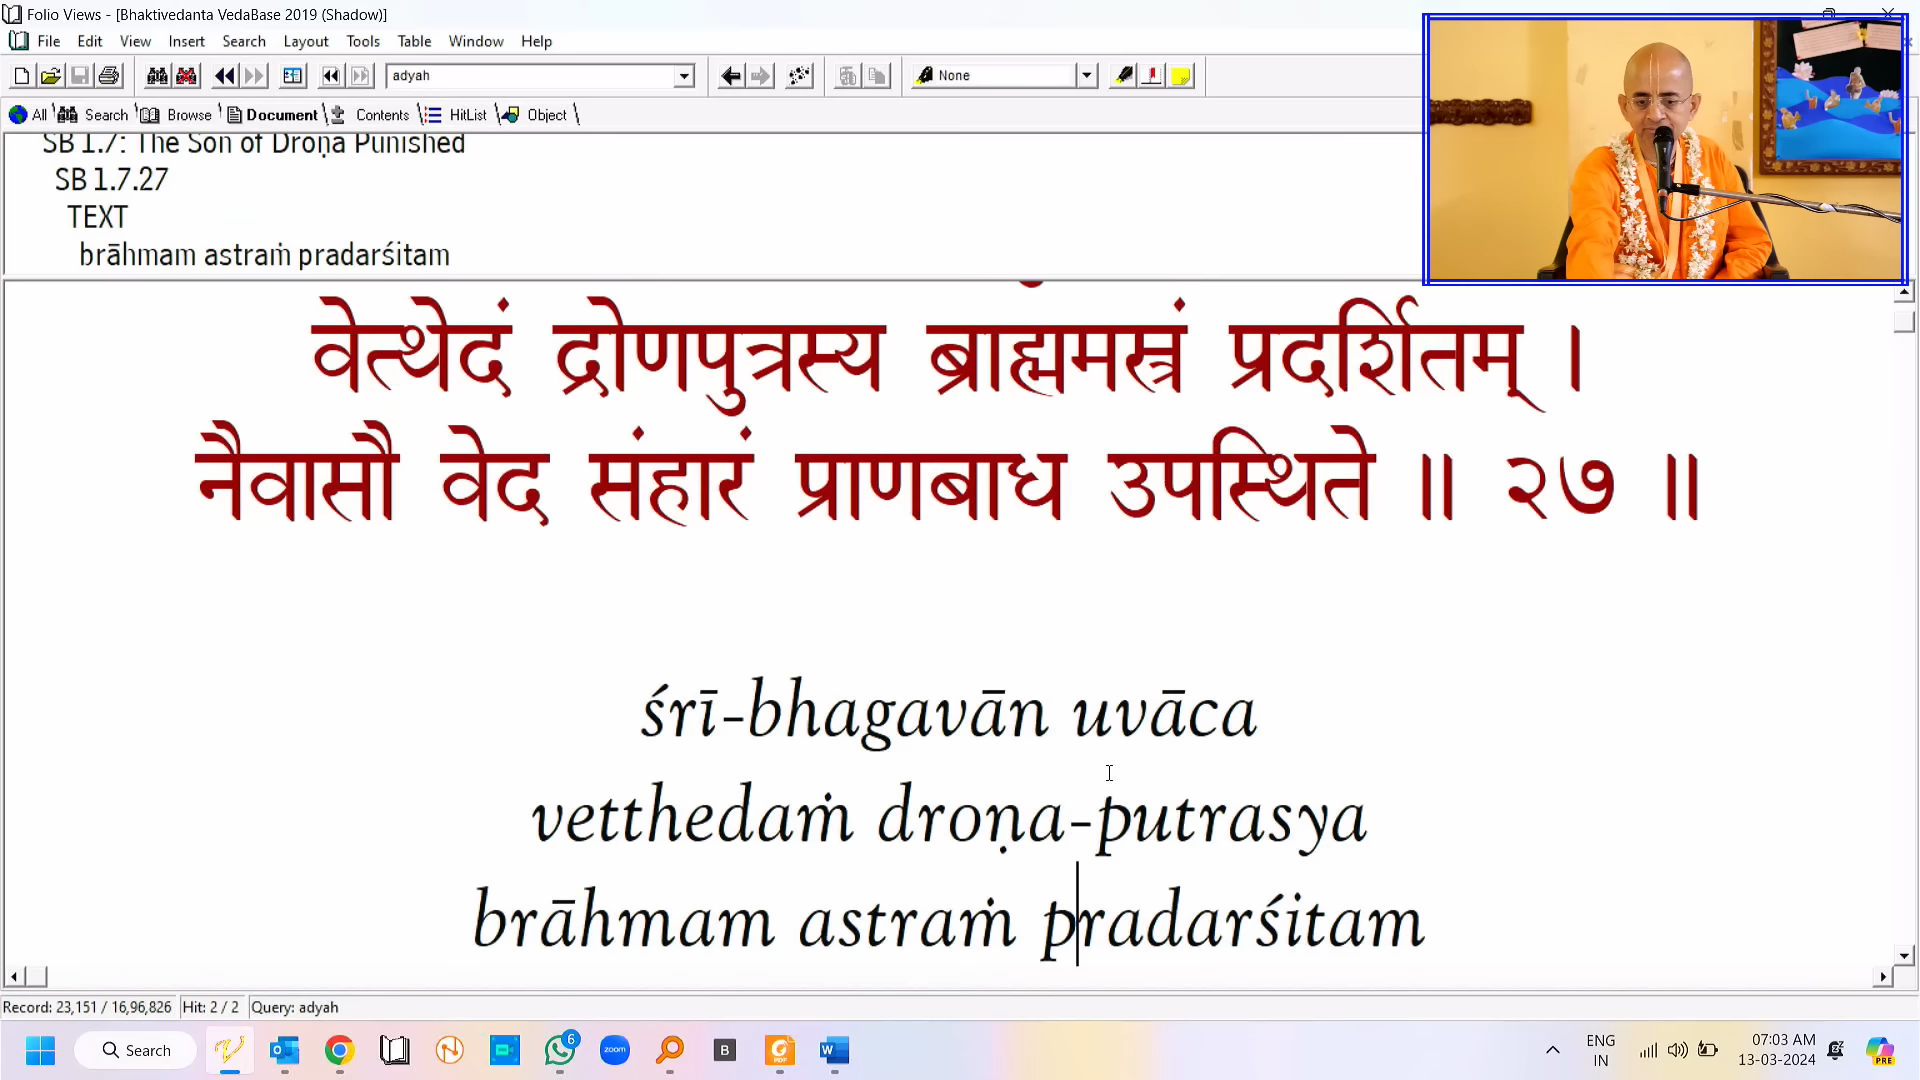 Folio Views - [Bhaktivedanta VedaBase 2019 (Shadow)]
File Edit View Insert Search Layout Tools Table Window Help
adyah
None
All Search Browse Document Contents HitList Object
SB 1.7: The Son of Droṇa Punished
SB 1.7.27
TEXT
brāhmam astraṁ pradarśitam
वेत्थेदं द्रोणपुत्रस्य ब्राह्ममस्त्रं प्रदर्शितम् ।
नैवासौ वेद संहारं प्राणबाध उपस्थिते ॥ २७ ॥
śrī-bhagavān uvāca
vetthedaṁ droṇa-putrasya
brāhmam astraṁ pradarśitam
Record: 23,151 / 16,96,826 Hit: 2 / 2 Query: adyah
Search
6
zoom
B
PDF
W
ENG
IN
07:03 AM
13-03-2024
PRE